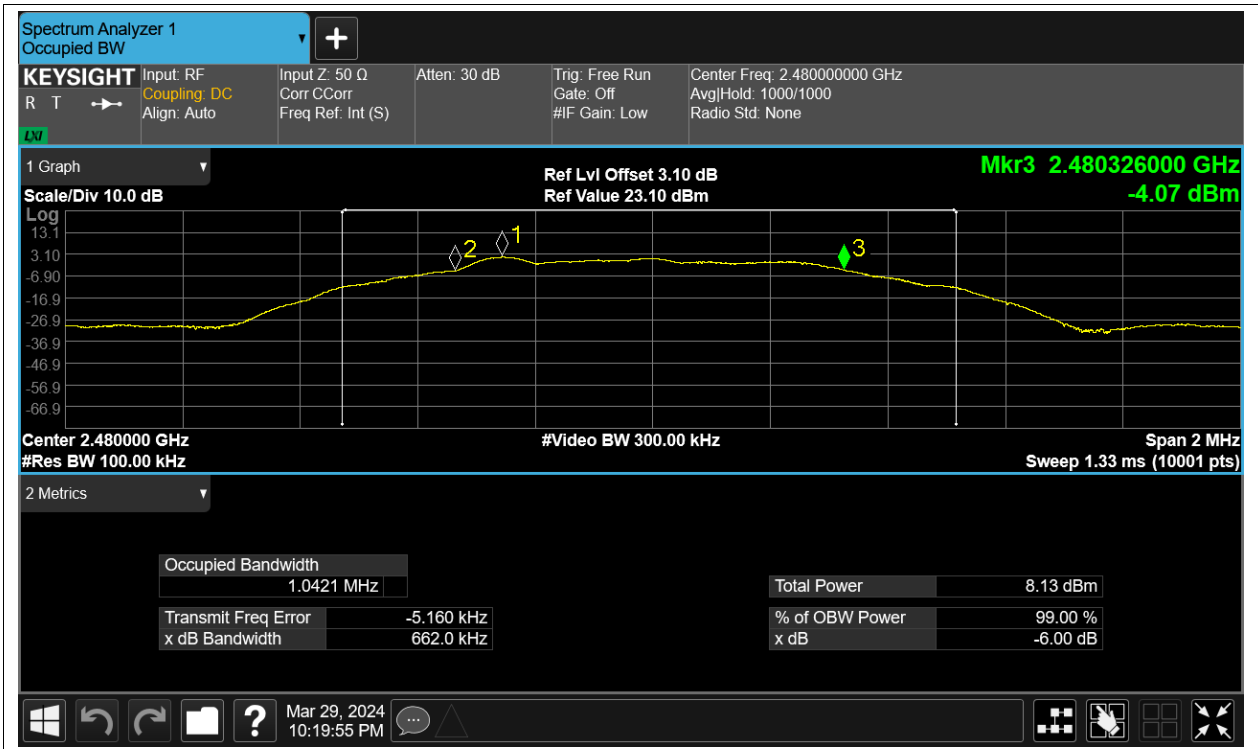 Spectrum Analyzer 1
Occupied BW
KEYSIGHT
R T
LXI
Input: RF
Coupling: DC
Align: Auto
Input Z: 50 Ω
Corr CCorr
Freq Ref: Int (S)
Atten: 30 dB
Trig: Free Run
Gate: Off
#IF Gain: Low
Center Freq: 2.480000000 GHz
Avg|Hold: 1000/1000
Radio Std: None
1 Graph
Scale/Div 10.0 dB
Ref Lvl Offset 3.10 dB
Ref Value 23.10 dBm
Mkr3 2.480326000 GHz
-4.07 dBm
Log
13.1
3.10
-6.90
-16.9
-26.9
-36.9
-46.9
-56.9
-66.9
2
1
3
Center 2.480000 GHz
#Res BW 100.00 kHz
#Video BW 300.00 kHz
Span 2 MHz
Sweep 1.33 ms (10001 pts)
2 Metrics
Occupied Bandwidth
1.0421 MHz
Total Power 8.13 dBm
Transmit Freq Error -5.160 kHz
% of OBW Power 99.00 %
x dB Bandwidth 662.0 kHz
x dB -6.00 dB
?
Mar 29, 2024
10:19:55 PM